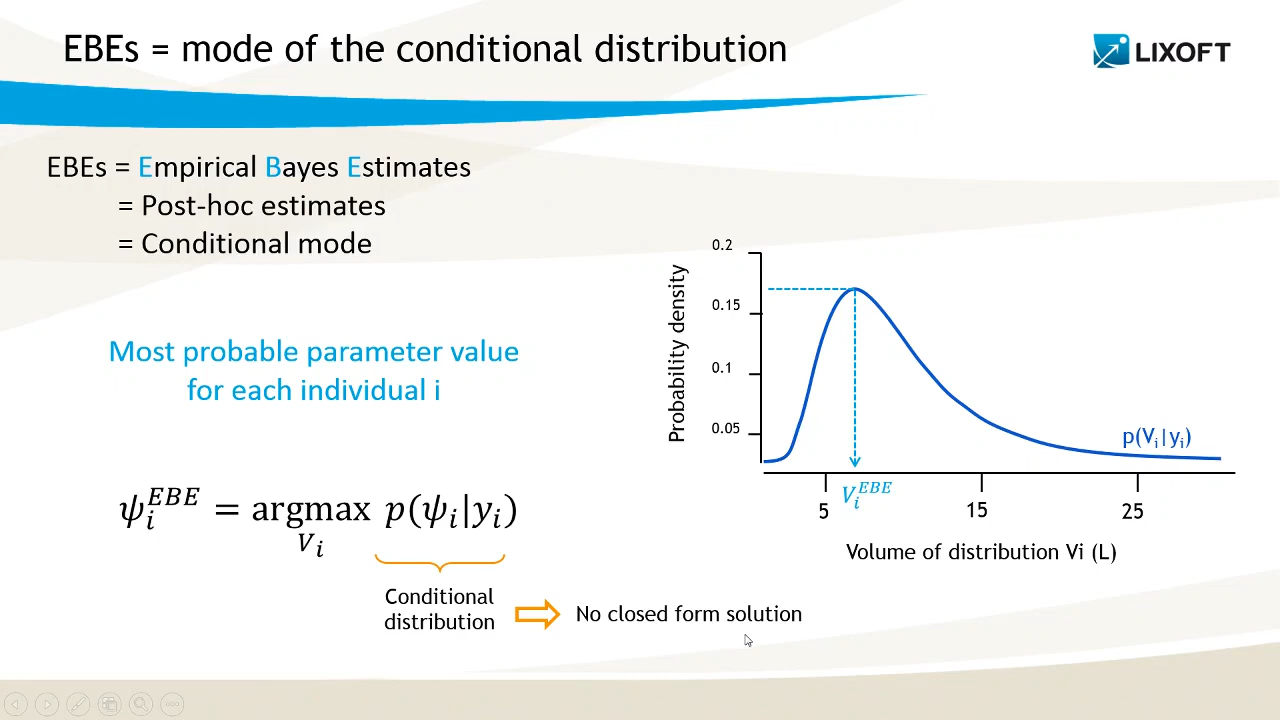 EBEs = mode of the conditional distribution
LIXOFT
EBEs = Empirical Bayes Estimates
= Post-hoc estimates
= Conditional mode
Most probable parameter value
for each individual i
ψ_i^{EBE} = argmax p(ψ_i|y_i)
V_i
Conditional
distribution
No closed form solution
Probability density
0.2
0.15
0.1
0.05
p(V_i|y_i)
V_i^{EBE}
5
15
25
Volume of distribution Vi (L)